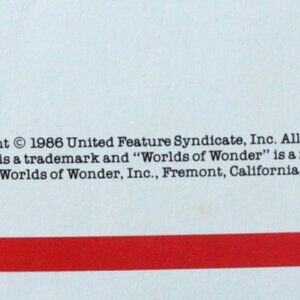 © 1986 United Feature Syndicate, Inc. All
is a trademark and “Worlds of Wonder” is a
Worlds of Wonder, Inc., Fremont, California